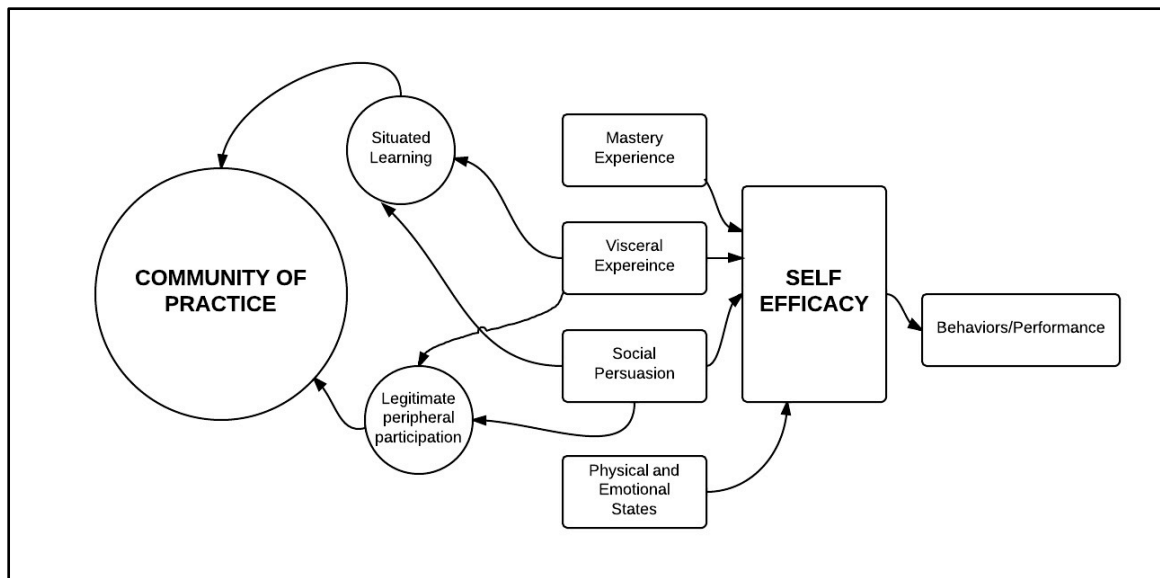 Situated
Learning
COMMUNITY OF
PRACTICE
Legitimate
peripheral
participation
Mastery
Experience
Visceral
Expereince
Social
Persuasion
Physical and
Emotional
States
SELF
EFFICACY
Behaviors/Performance